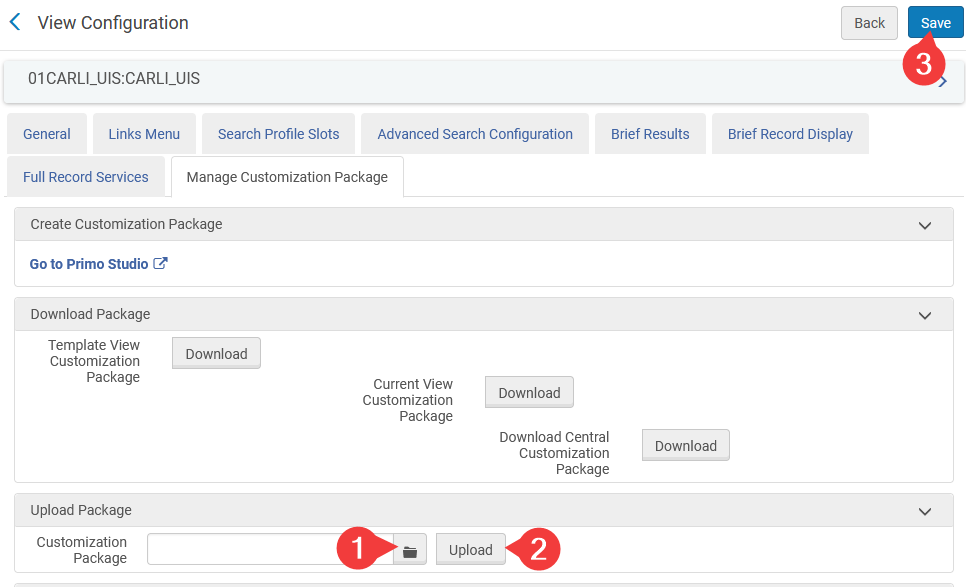 View Configuration
Back
Save
3
01CARLI_UIS:CARLI_UIS
General
Links Menu
Search Profile Slots
Advanced Search Configuration
Brief Results
Brief Record Display
Full Record Services
Manage Customization Package
Create Customization Package
Go to Primo Studio
Download Package
Template View
Customization
Package
Download
Current View
Customization
Package
Download
Download Central
Customization
Package
Download
Upload Package
Customization
Package
1
Upload
2